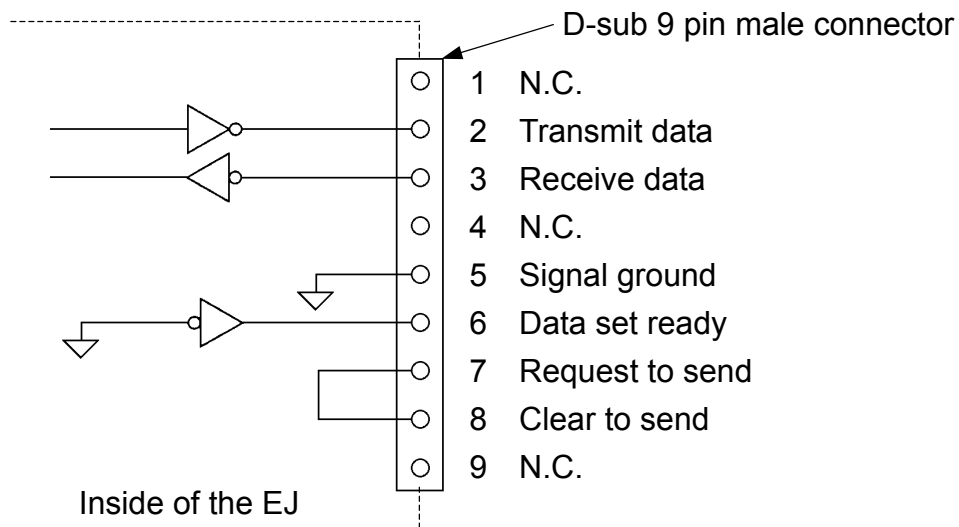 D-sub 9 pin male connector
1 N.C.
2 Transmit data
3 Receive data
4 N.C.
5 Signal ground
6 Data set ready
7 Request to send
8 Clear to send
9 N.C.
Inside of the EJ